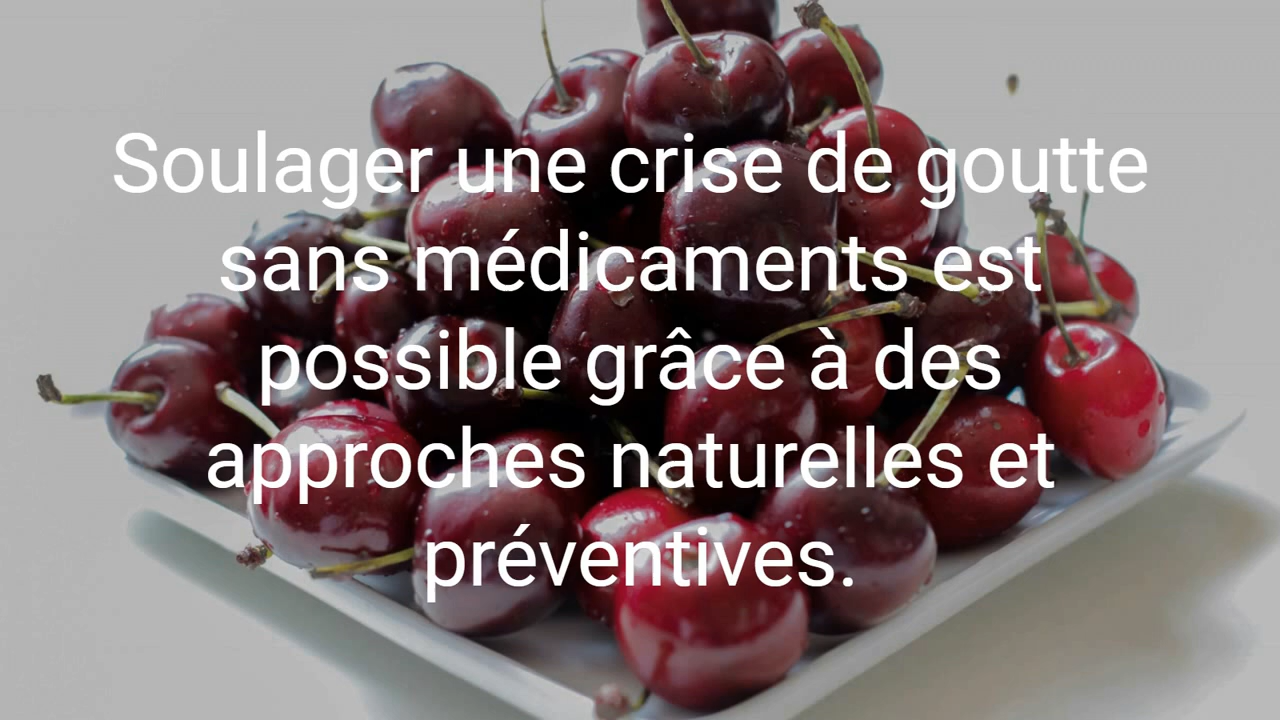 Soulager une crise de goutte
sans médicaments est
possible grâce à des
approches naturelles et
préventives.